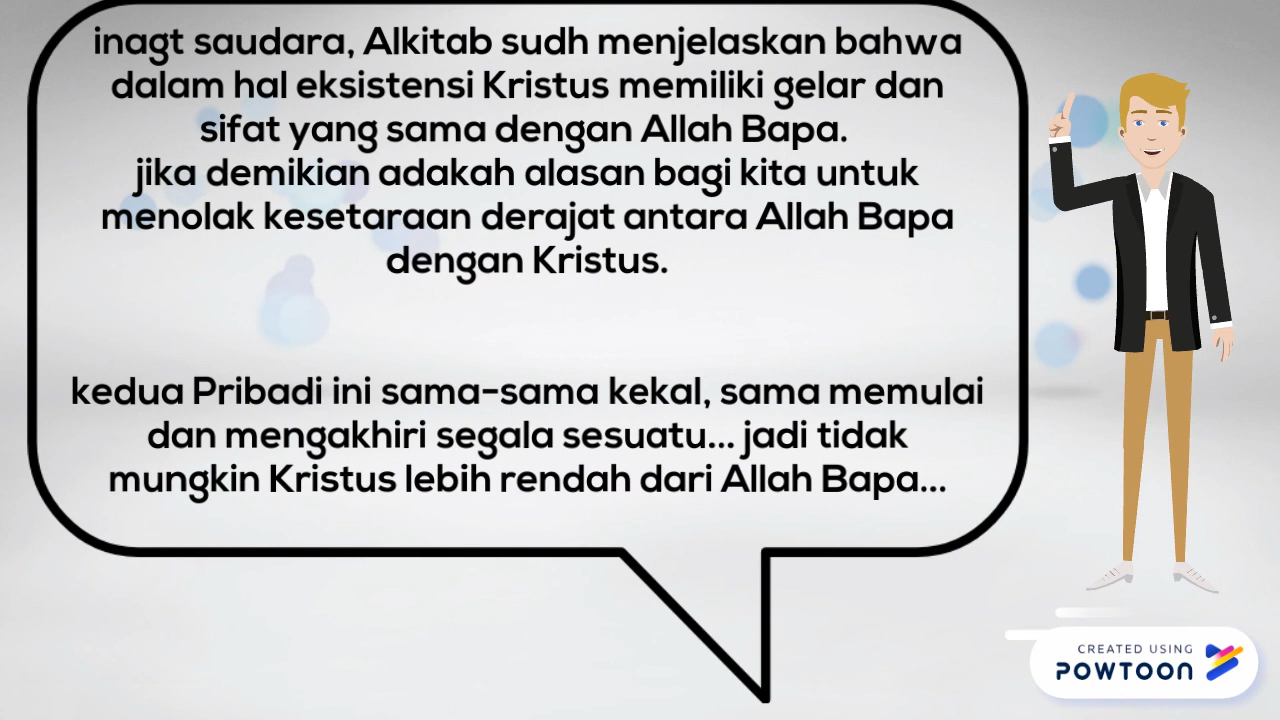 inagt saudara, Alkitab sudh menjelaskan bahwa
dalam hal eksistensi Kristus memiliki gelar dan
sifat yang sama dengan Allah Bapa.
jika demikian adakah alasan bagi kita untuk
menolak kesetaraan derajat antara Allah Bapa
dengan Kristus.
kedua Pribadi ini sama-sama kekal, sama memulai
dan mengakhiri segala sesuatu... jadi tidak
mungkin Kristus lebih rendah dari Allah Bapa...
CREATED USING
POWTOON